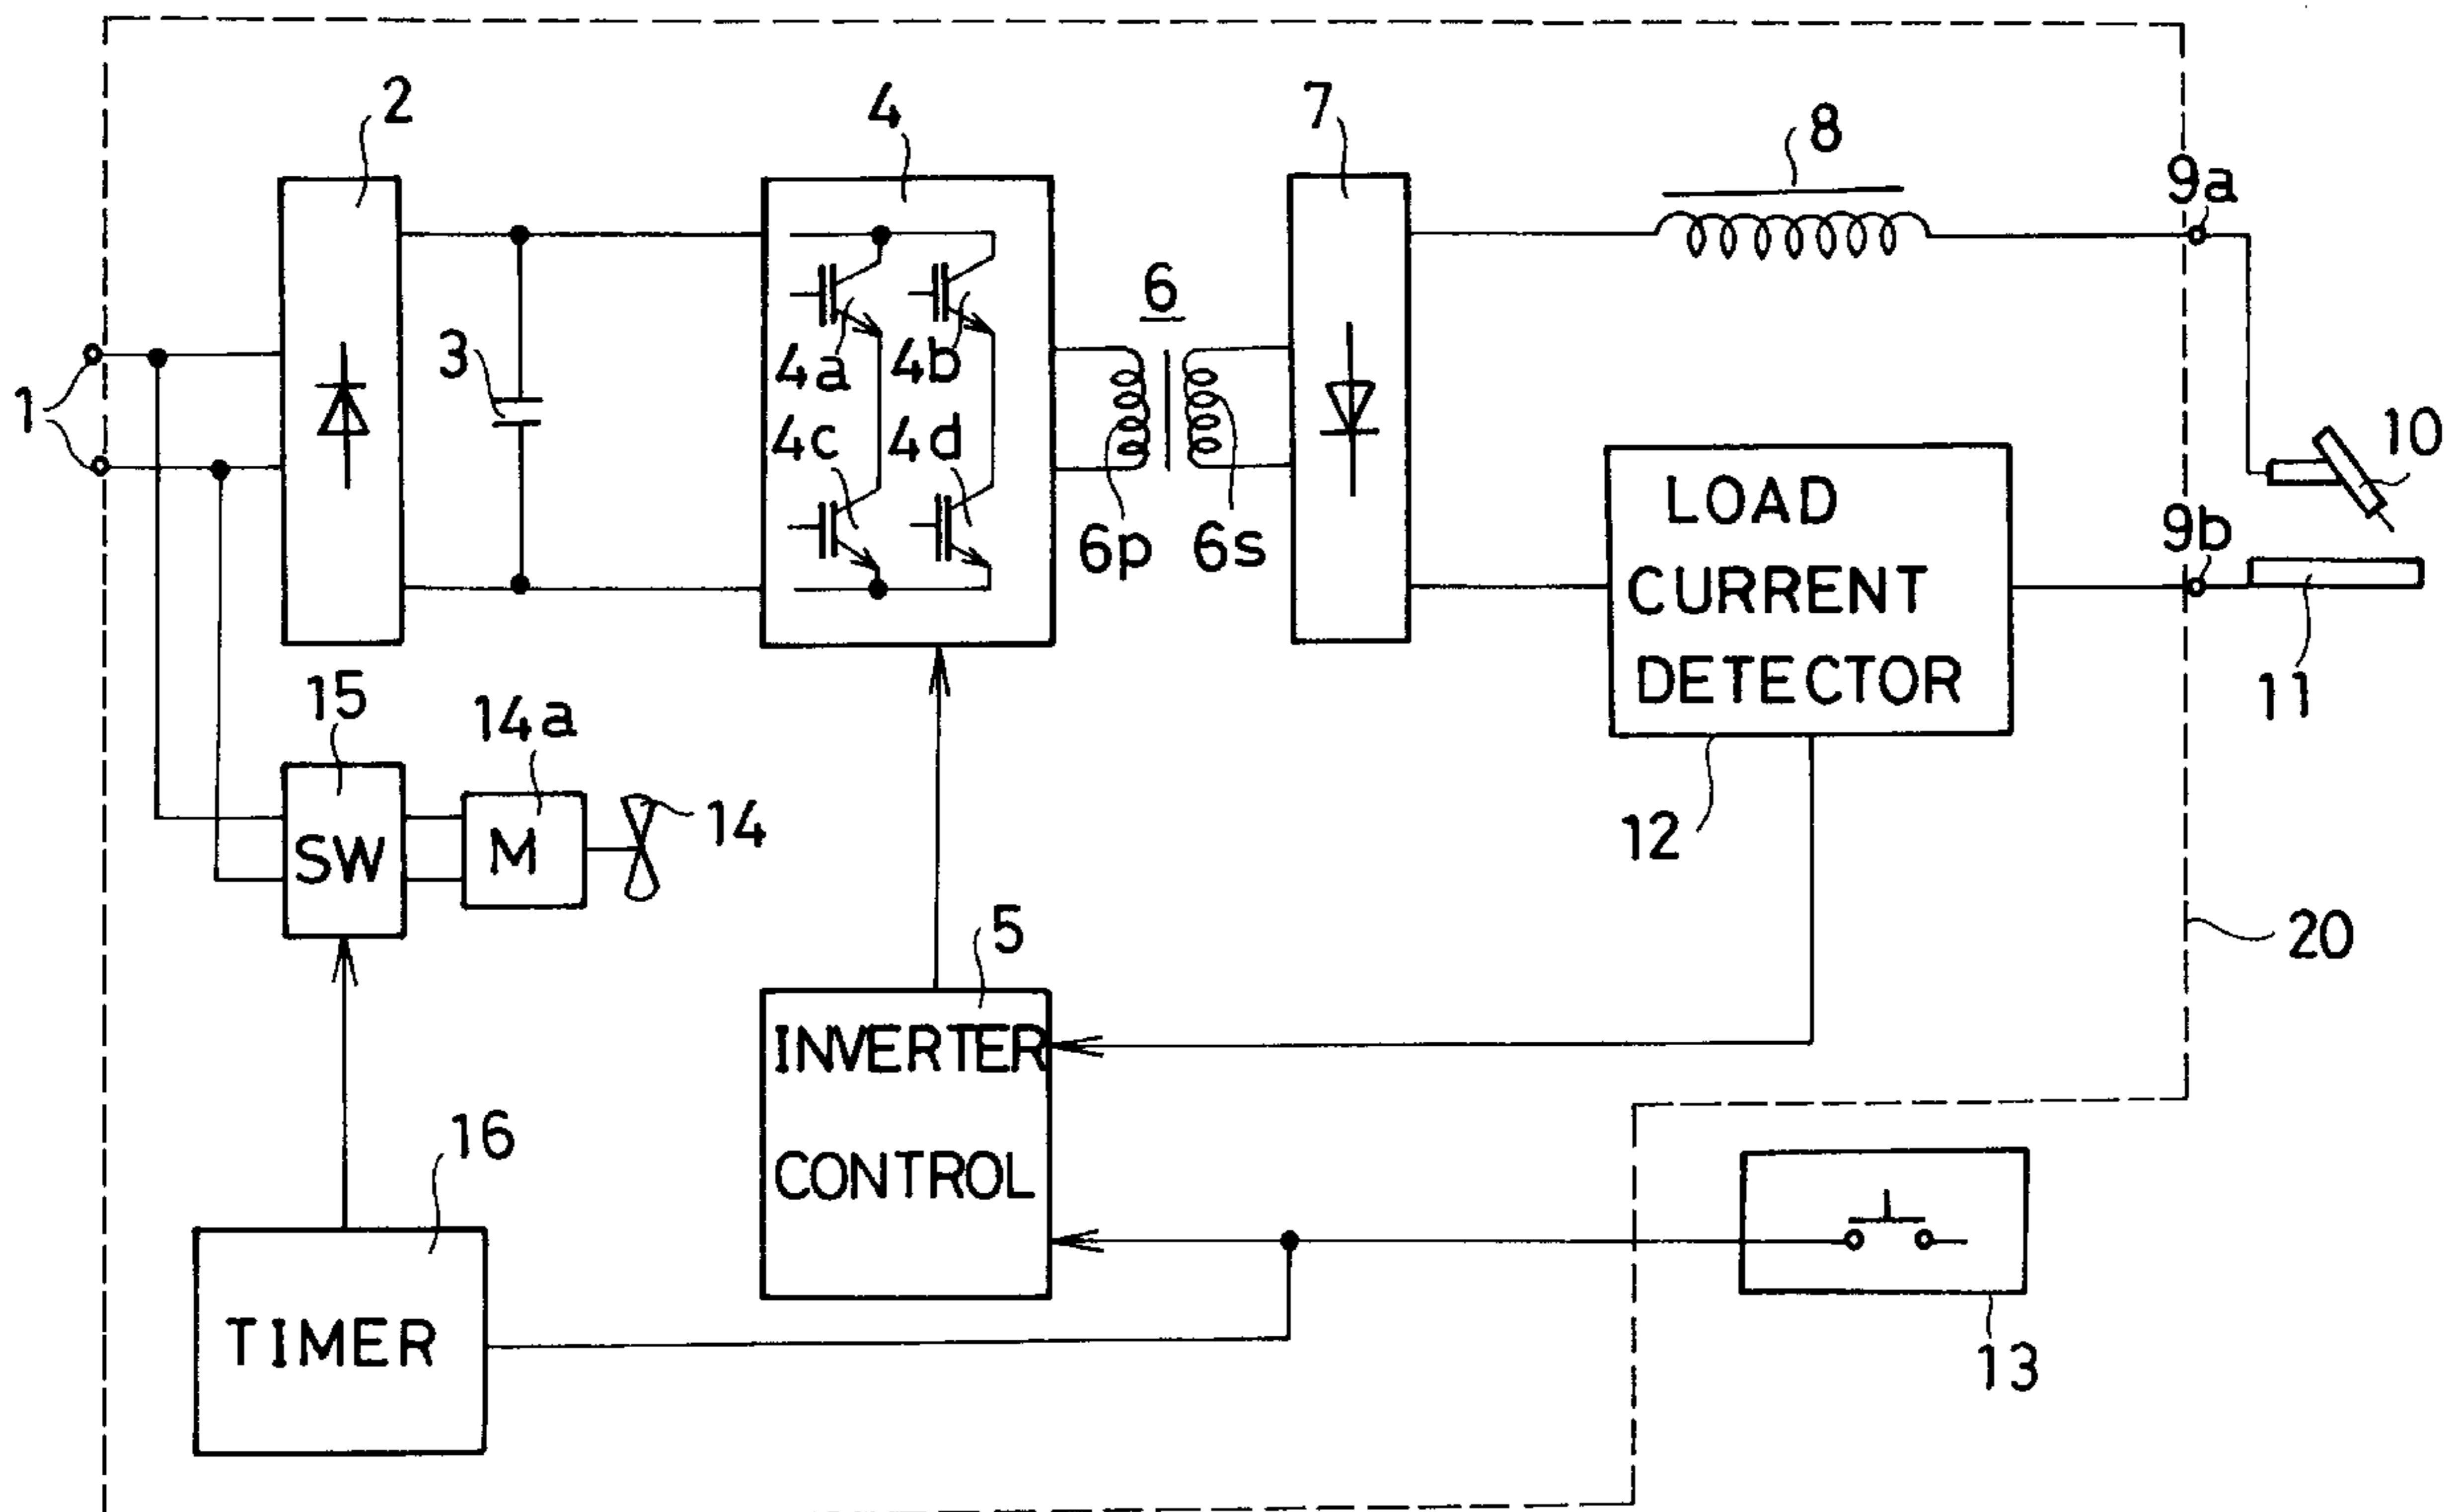 2
4
7
8
9a
6
3
1
4a
4b
4c
4d
6p
6s
10
LOAD
CURRENT
DETECTOR
9b
11
15
14a
14
SW
M
12
20
5
INVERTER
CONTROL
16
TIMER
13